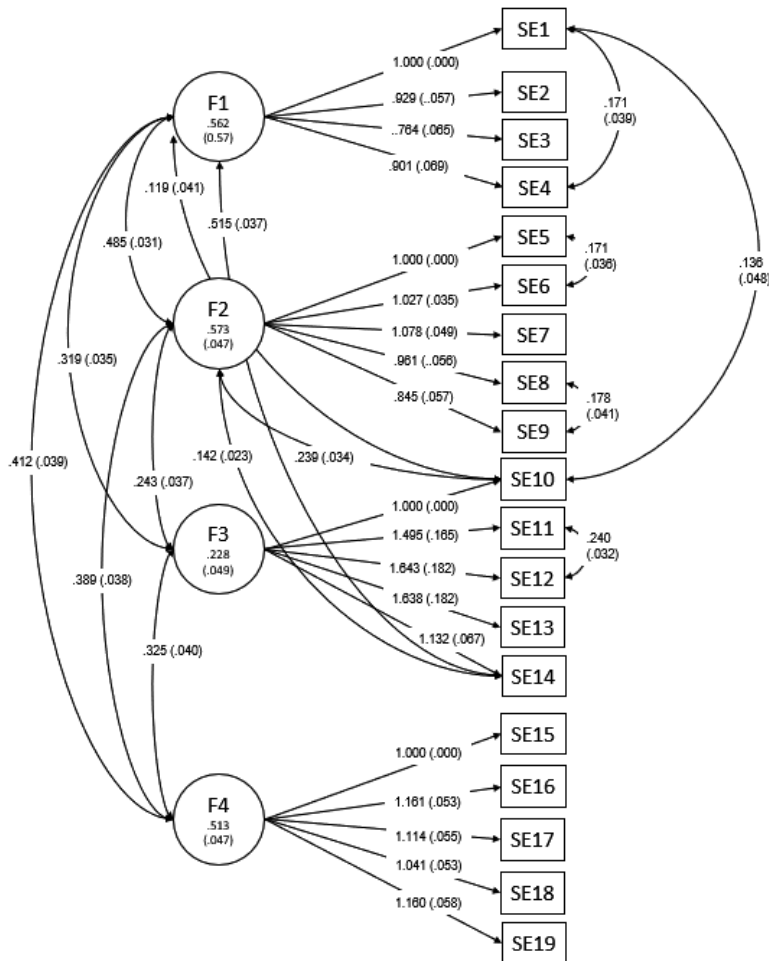 SE1
1.000 (.000)
F1
.562
(0.57)
.929 (..057)
SE2
.171
(.039)
..764 (.065)
SE3
.901 (.069)
SE4
.119 (.041)
.515 (.037)
.485 (.031)
SE5
1.000 (.000)
.171
(.036)
.136
(.048)
SE6
1.027 (.035)
F2
.573
(.047)
1.078 (.049)
SE7
.319 (.035)
.961 (..056)
SE8
.845 (.057)
.178
(.041)
SE9
.412 (.039)
.142 (.023)
.239 (.034)
SE10
.243 (.037)
1.000 (.000)
F3
.228
(.049)
1.495 (.165)
SE11
.240
(.032)
1.643 (.182)
SE12
.389 (.038)
1.638 (.182)
SE13
1.132 (.067)
.325 (.040)
SE14
SE15
1.000 (.000)
SE16
1.161 (.053)
F4
.513
(.047)
1.114 (.055)
SE17
1.041 (.053)
SE18
1.160 (.058)
SE19